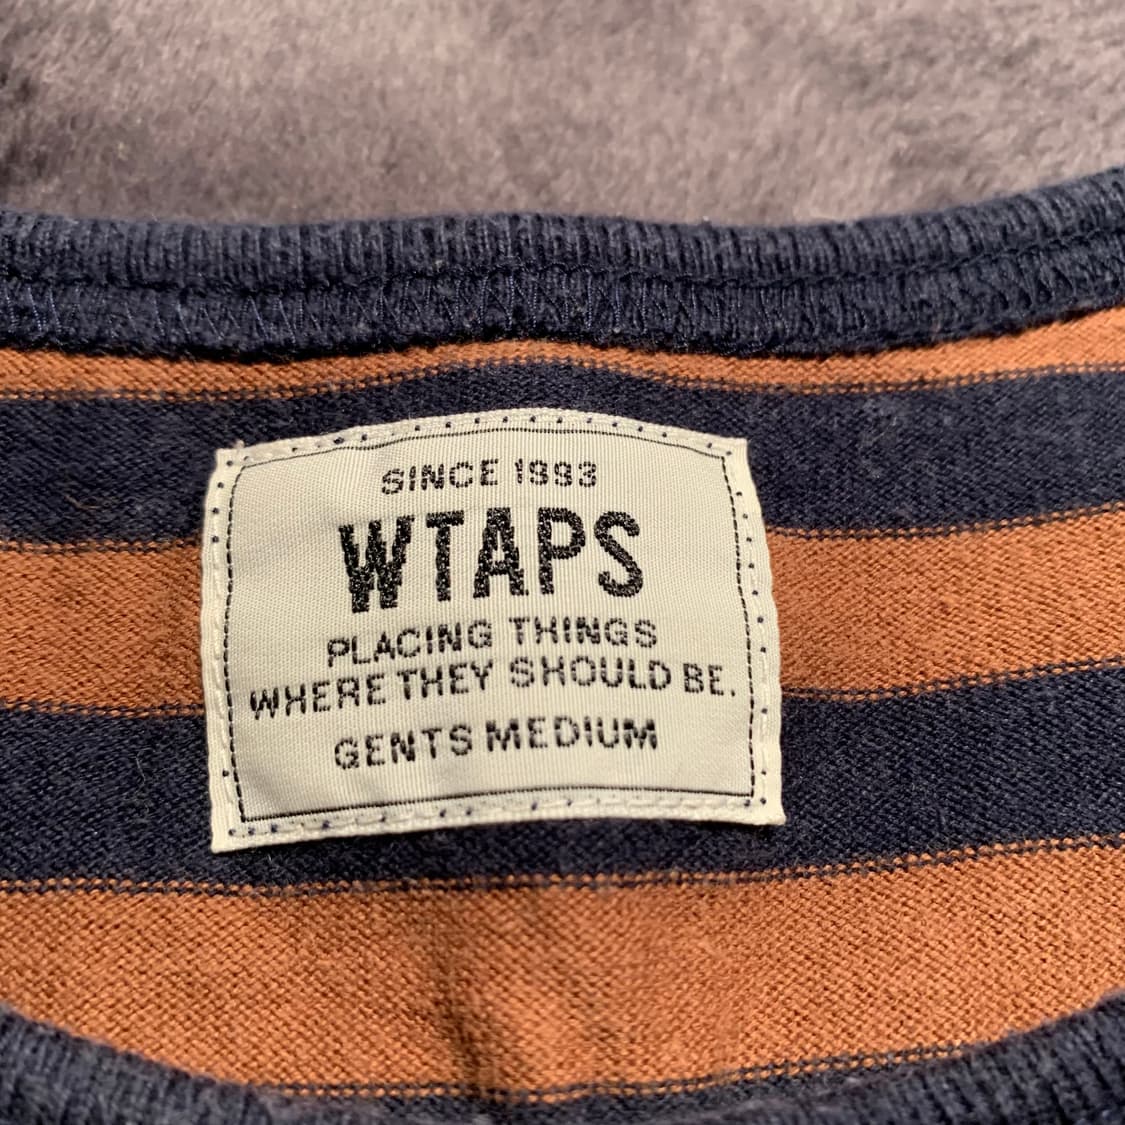 SINCE 1993
WTAPS
PLACING THINGS
WHERE THEY SHOULD BE.
GENTS MEDIUM